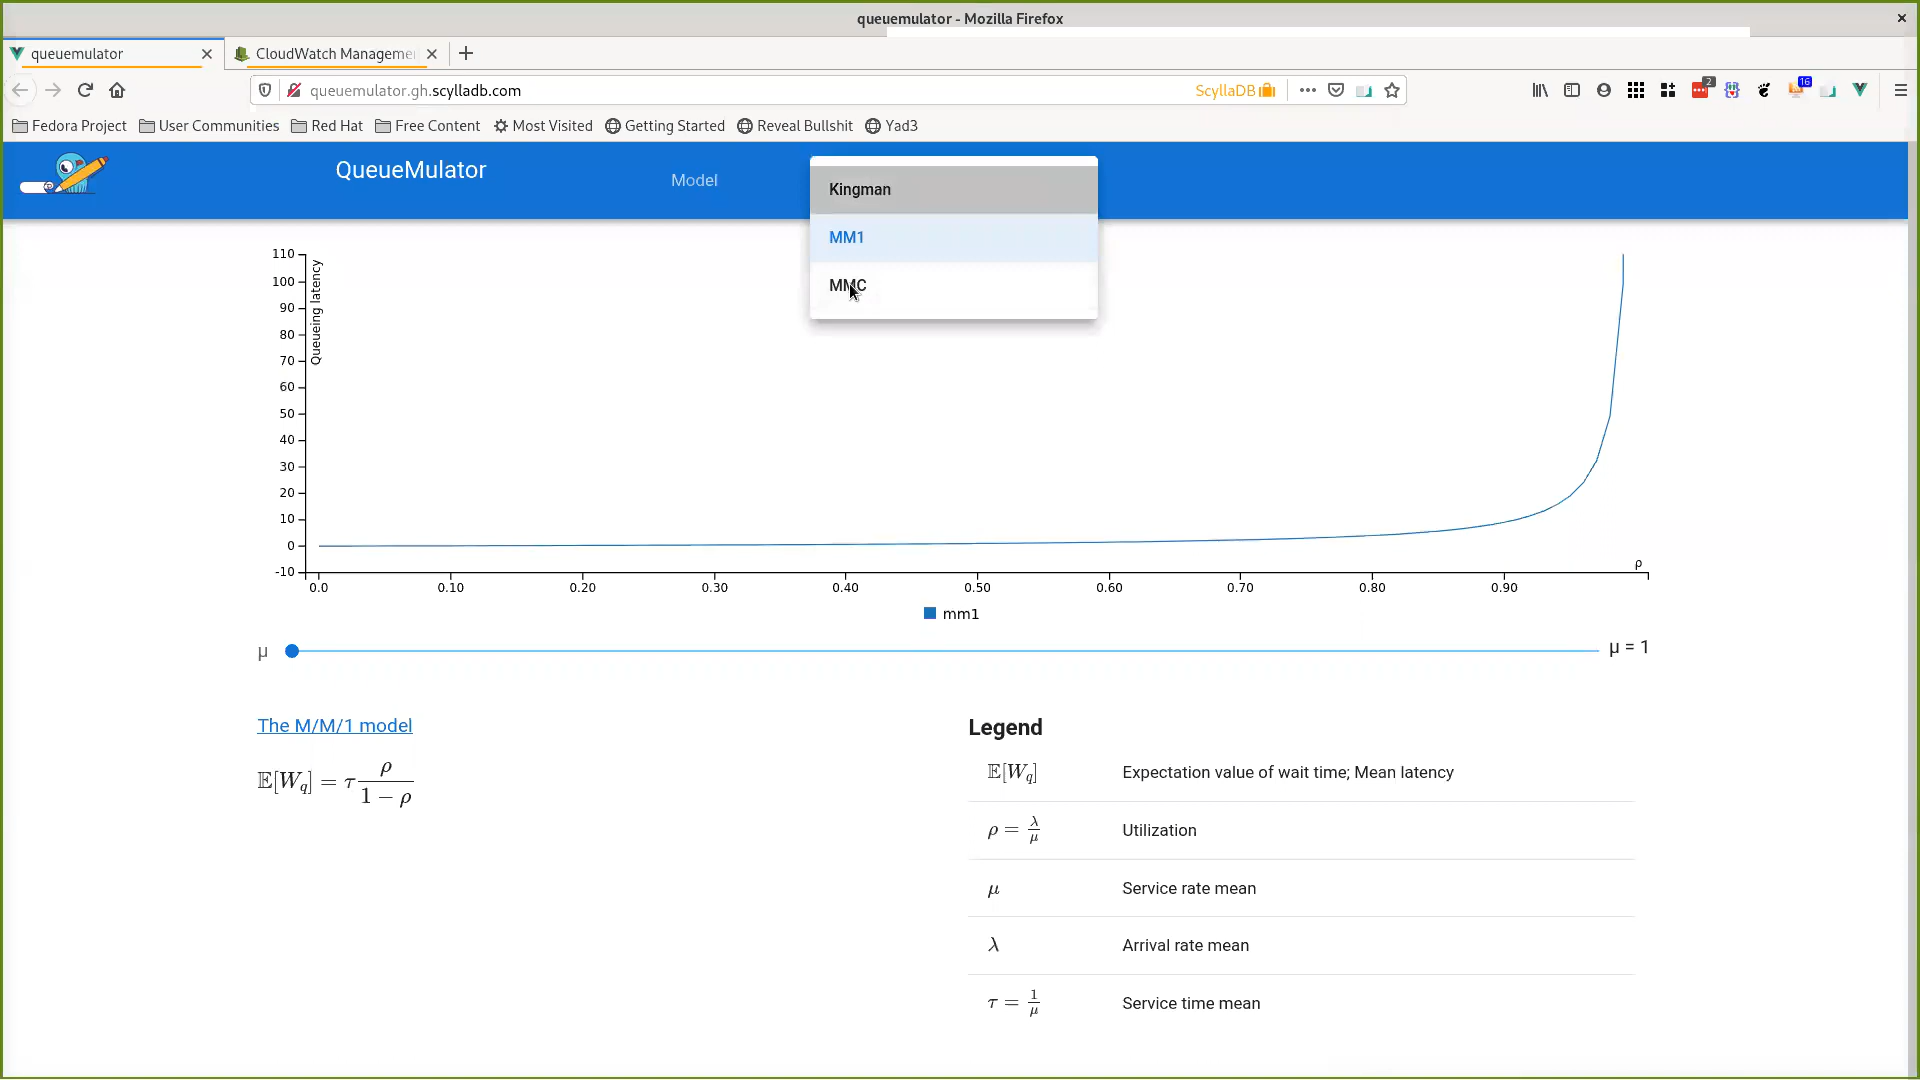 queuemulator - Mozilla Firefox
queuemulator
CloudWatch Manageme
queuemulator.gh.scylladb.com
ScyllaDB
2
16
Fedora Project
User Communities
Red Hat
Free Content
Most Visited
Getting Started
Reveal Bullshit
Yad3
QueueMulator
Model
Kingman
MM1
MMC
Queueing latency
110
100
90
80
70
60
50
40
30
20
10
0
-10
ρ
0.0 0.10 0.20 0.30 0.40 0.50 0.60 0.70 0.80 0.90
mm1
μ
μ = 1
The M/M/1 model
𝔼[W_q] = τ ρ/(1 − ρ)
Legend
𝔼[W_q] Expectation value of wait time; Mean latency
ρ = λ/μ Utilization
μ Service rate mean
λ Arrival rate mean
τ = 1/μ Service time mean